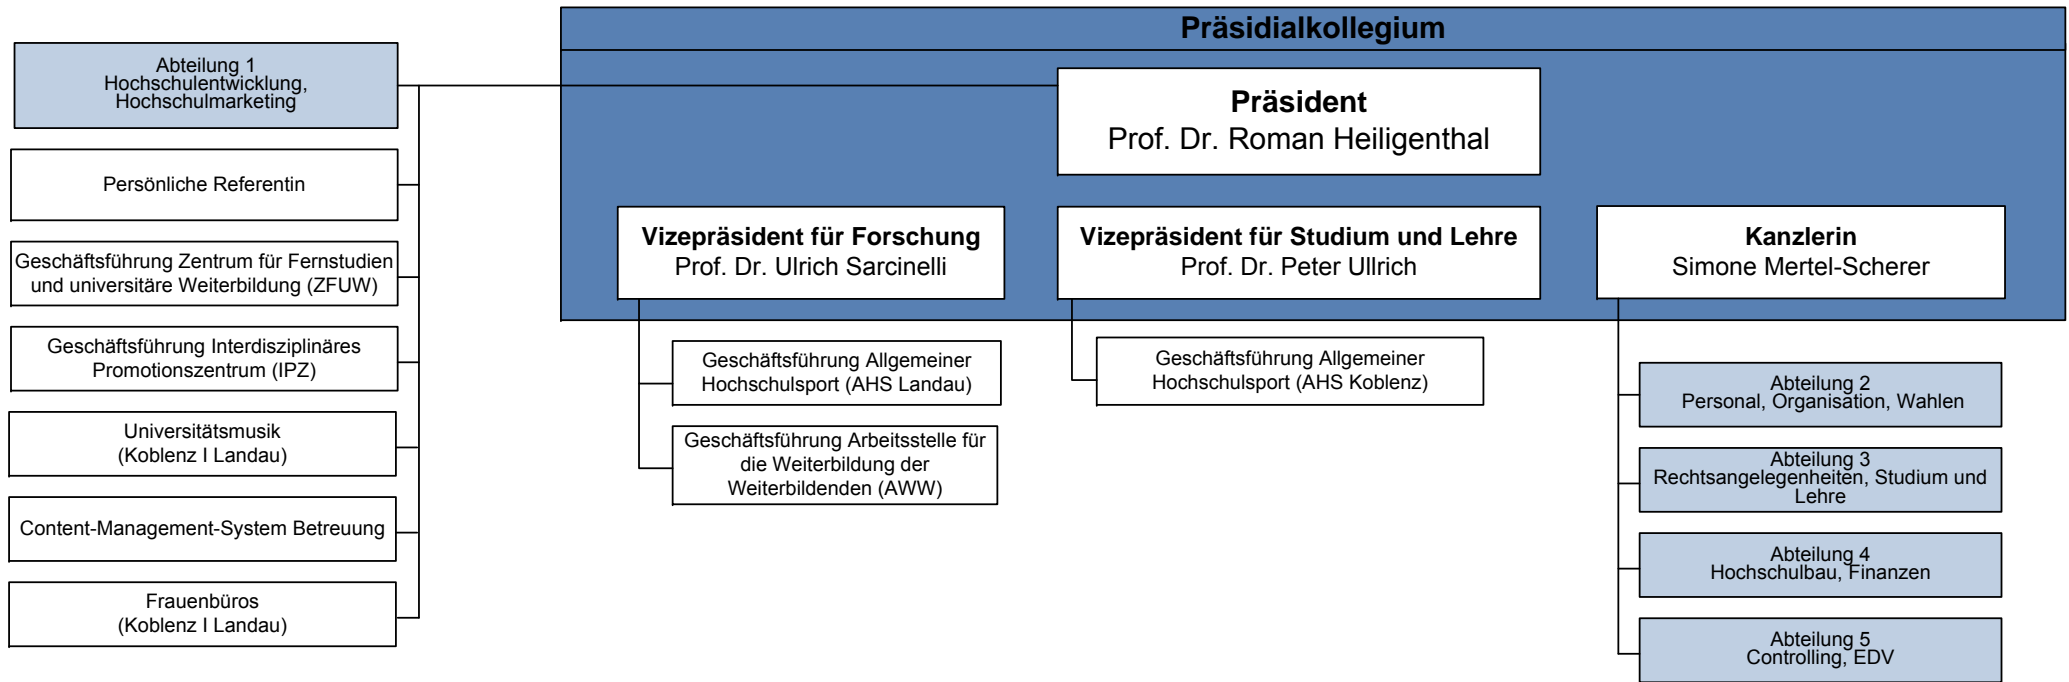 Präsidialkollegium
Präsident
Prof. Dr. Roman Heiligenthal
Vizepräsident für Forschung
Prof. Dr. Ulrich Sarcinelli
Vizepräsident für Studium und Lehre
Prof. Dr. Peter Ullrich
Kanzlerin
Simone Mertel-Scherer
Abteilung 1
Hochschulentwicklung,
Hochschulmarketing
Persönliche Referentin
Geschäftsführung Zentrum für Fernstudien
und universitäre Weiterbildung (ZFUW)
Geschäftsführung Interdisziplinäres
Promotionszentrum (IPZ)
Universitätsmusik
(Koblenz I Landau)
Content-Management-System Betreuung
Frauenbüros
(Koblenz I Landau)
Geschäftsführung Allgemeiner
Hochschulsport (AHS Landau)
Geschäftsführung Arbeitsstelle für
die Weiterbildung der
Weiterbildenden (AWW)
Geschäftsführung Allgemeiner
Hochschulsport (AHS Koblenz)
Abteilung 2
Personal, Organisation, Wahlen
Abteilung 3
Rechtsangelegenheiten, Studium und
Lehre
Abteilung 4
Hochschulbau, Finanzen
Abteilung 5
Controlling, EDV